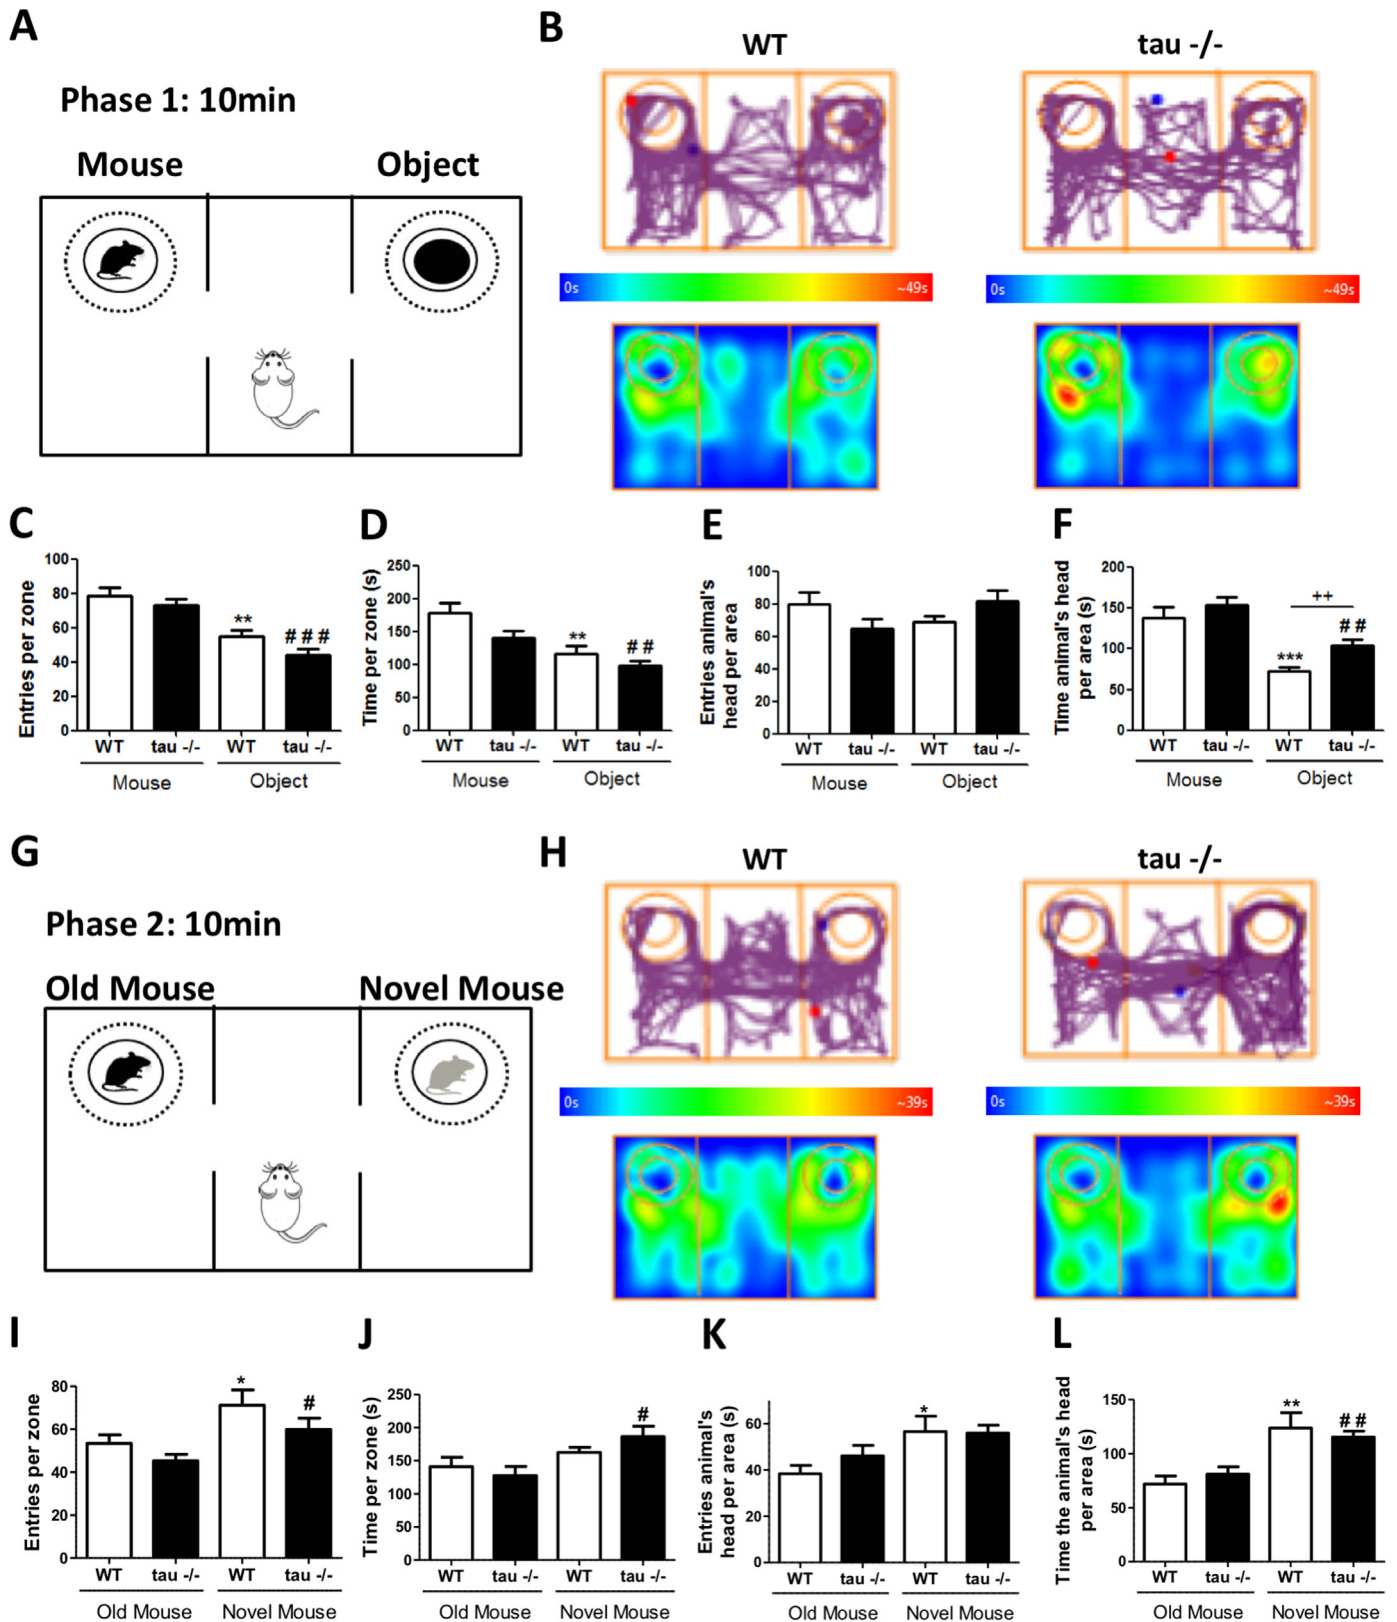 A
Phase 1: 10min
Mouse Object
B
WT tau -/-
0s ~49s 0s ~49s
C
Entries per zone
100
80
60
40
20
0
**
###
WT tau -/- WT tau -/-
Mouse Object
D
Time per zone (s)
250
200
150
100
50
0
**
##
WT tau -/- WT tau -/-
Mouse Object
E
Entries animal's
head per area
100
80
60
40
20
0
WT tau -/- WT tau -/-
Mouse Object
F
Time animal's head
per area (s)
200
150
100
50
0
++
***
##
WT tau -/- WT tau -/-
Mouse Object
G
Phase 2: 10min
Old Mouse Novel Mouse
H
WT tau -/-
0s ~39s 0s ~39s
I
Entries per zone
80
60
40
20
0
*
#
WT tau -/- WT tau -/-
Old Mouse Novel Mouse
J
Time per zone (s)
250
200
150
100
50
0
#
WT tau -/- WT tau -/-
Old Mouse Novel Mouse
K
Entries animal's
head per area (s)
60
40
20
0
*
WT tau -/- WT tau -/-
Old Mouse Novel Mouse
L
Time the animal's head
per area (s)
150
100
50
0
**
##
WT tau -/- WT tau -/-
Old Mouse Novel Mouse